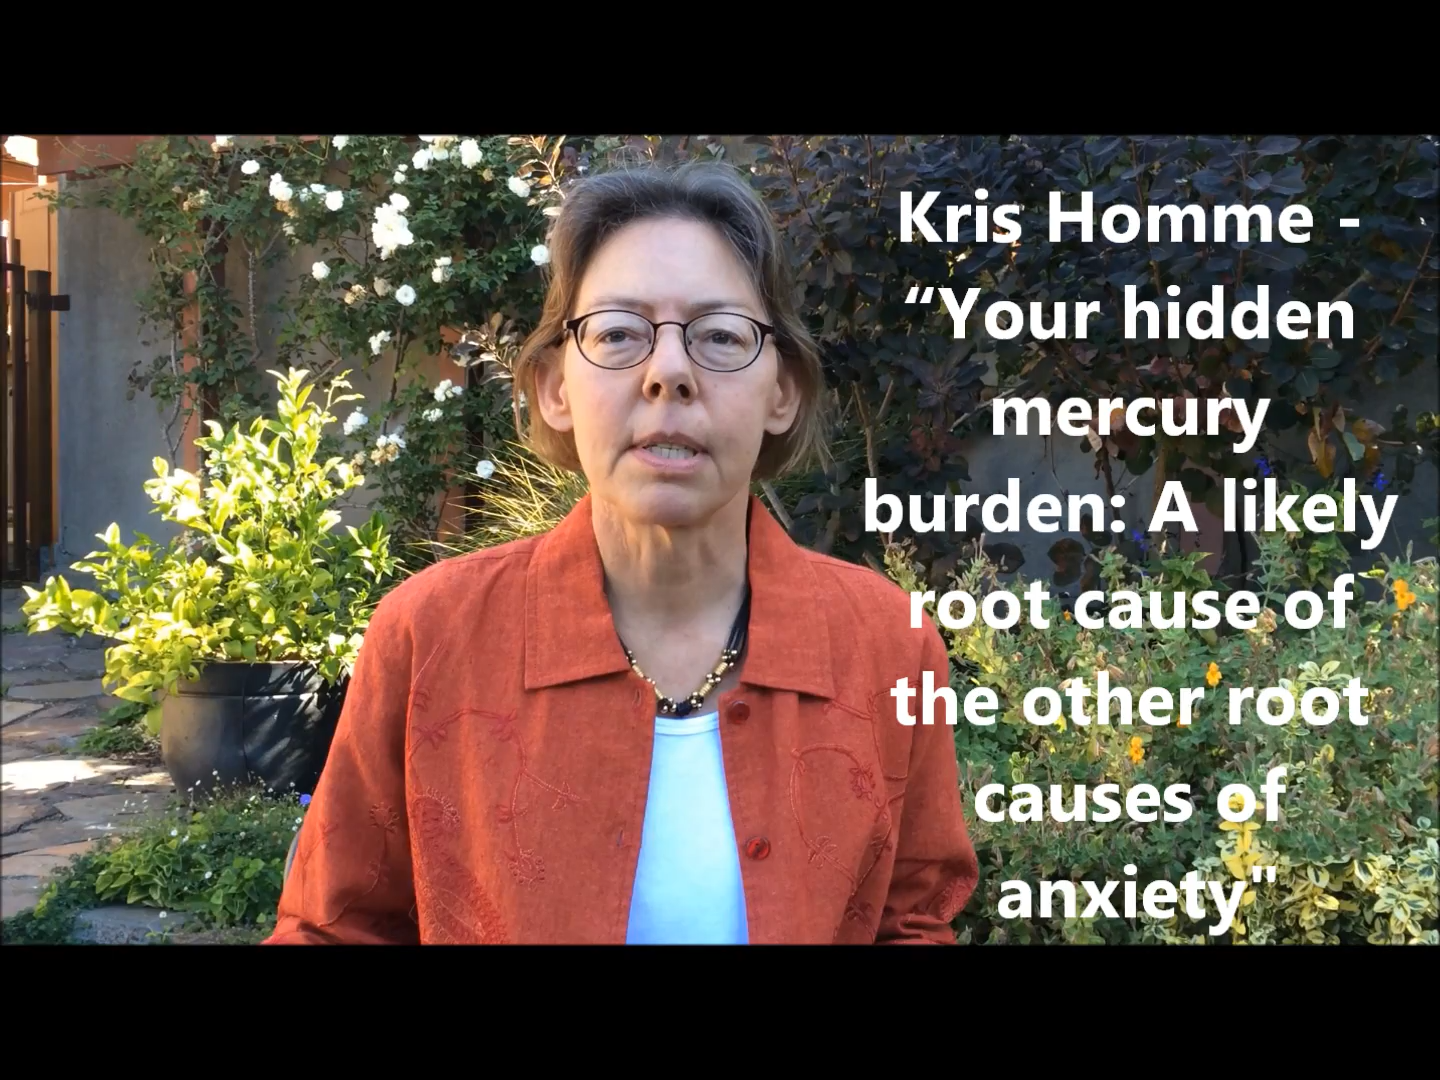 Kris Homme -
“Your hidden
mercury
burden: A likely
root cause of
the other root
causes of
anxiety"